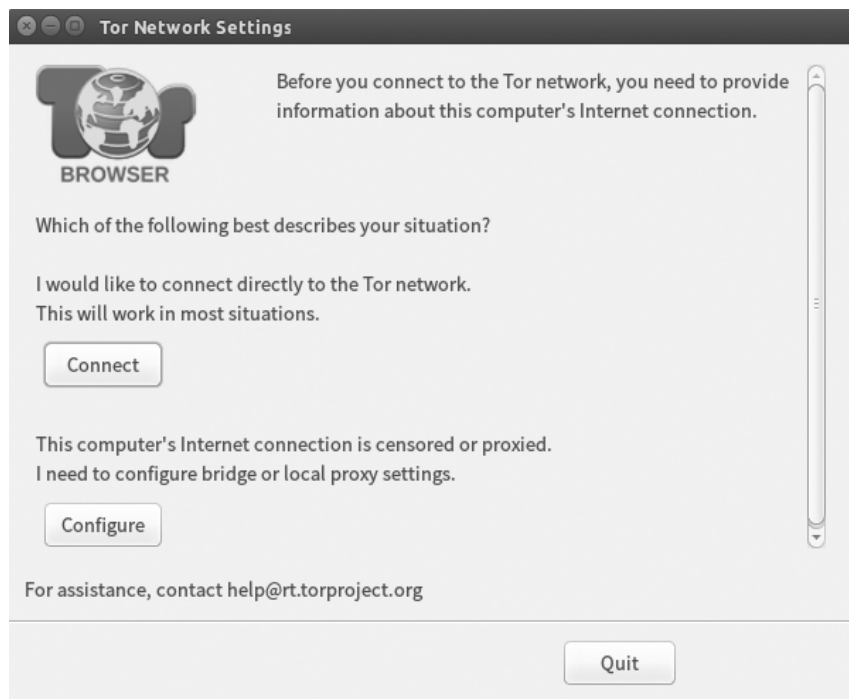 Tor Network Settings
Tor
BROWSER
Before you connect to the Tor network, you need to provide
information about this computer's Internet connection.
Which of the following best describes your situation?
I would like to connect directly to the Tor network.
This will work in most situations.
Connect
This computer's Internet connection is censored or proxied.
I need to configure bridge or local proxy settings.
Configure
For assistance, contact help@rt.torproject.org
Quit